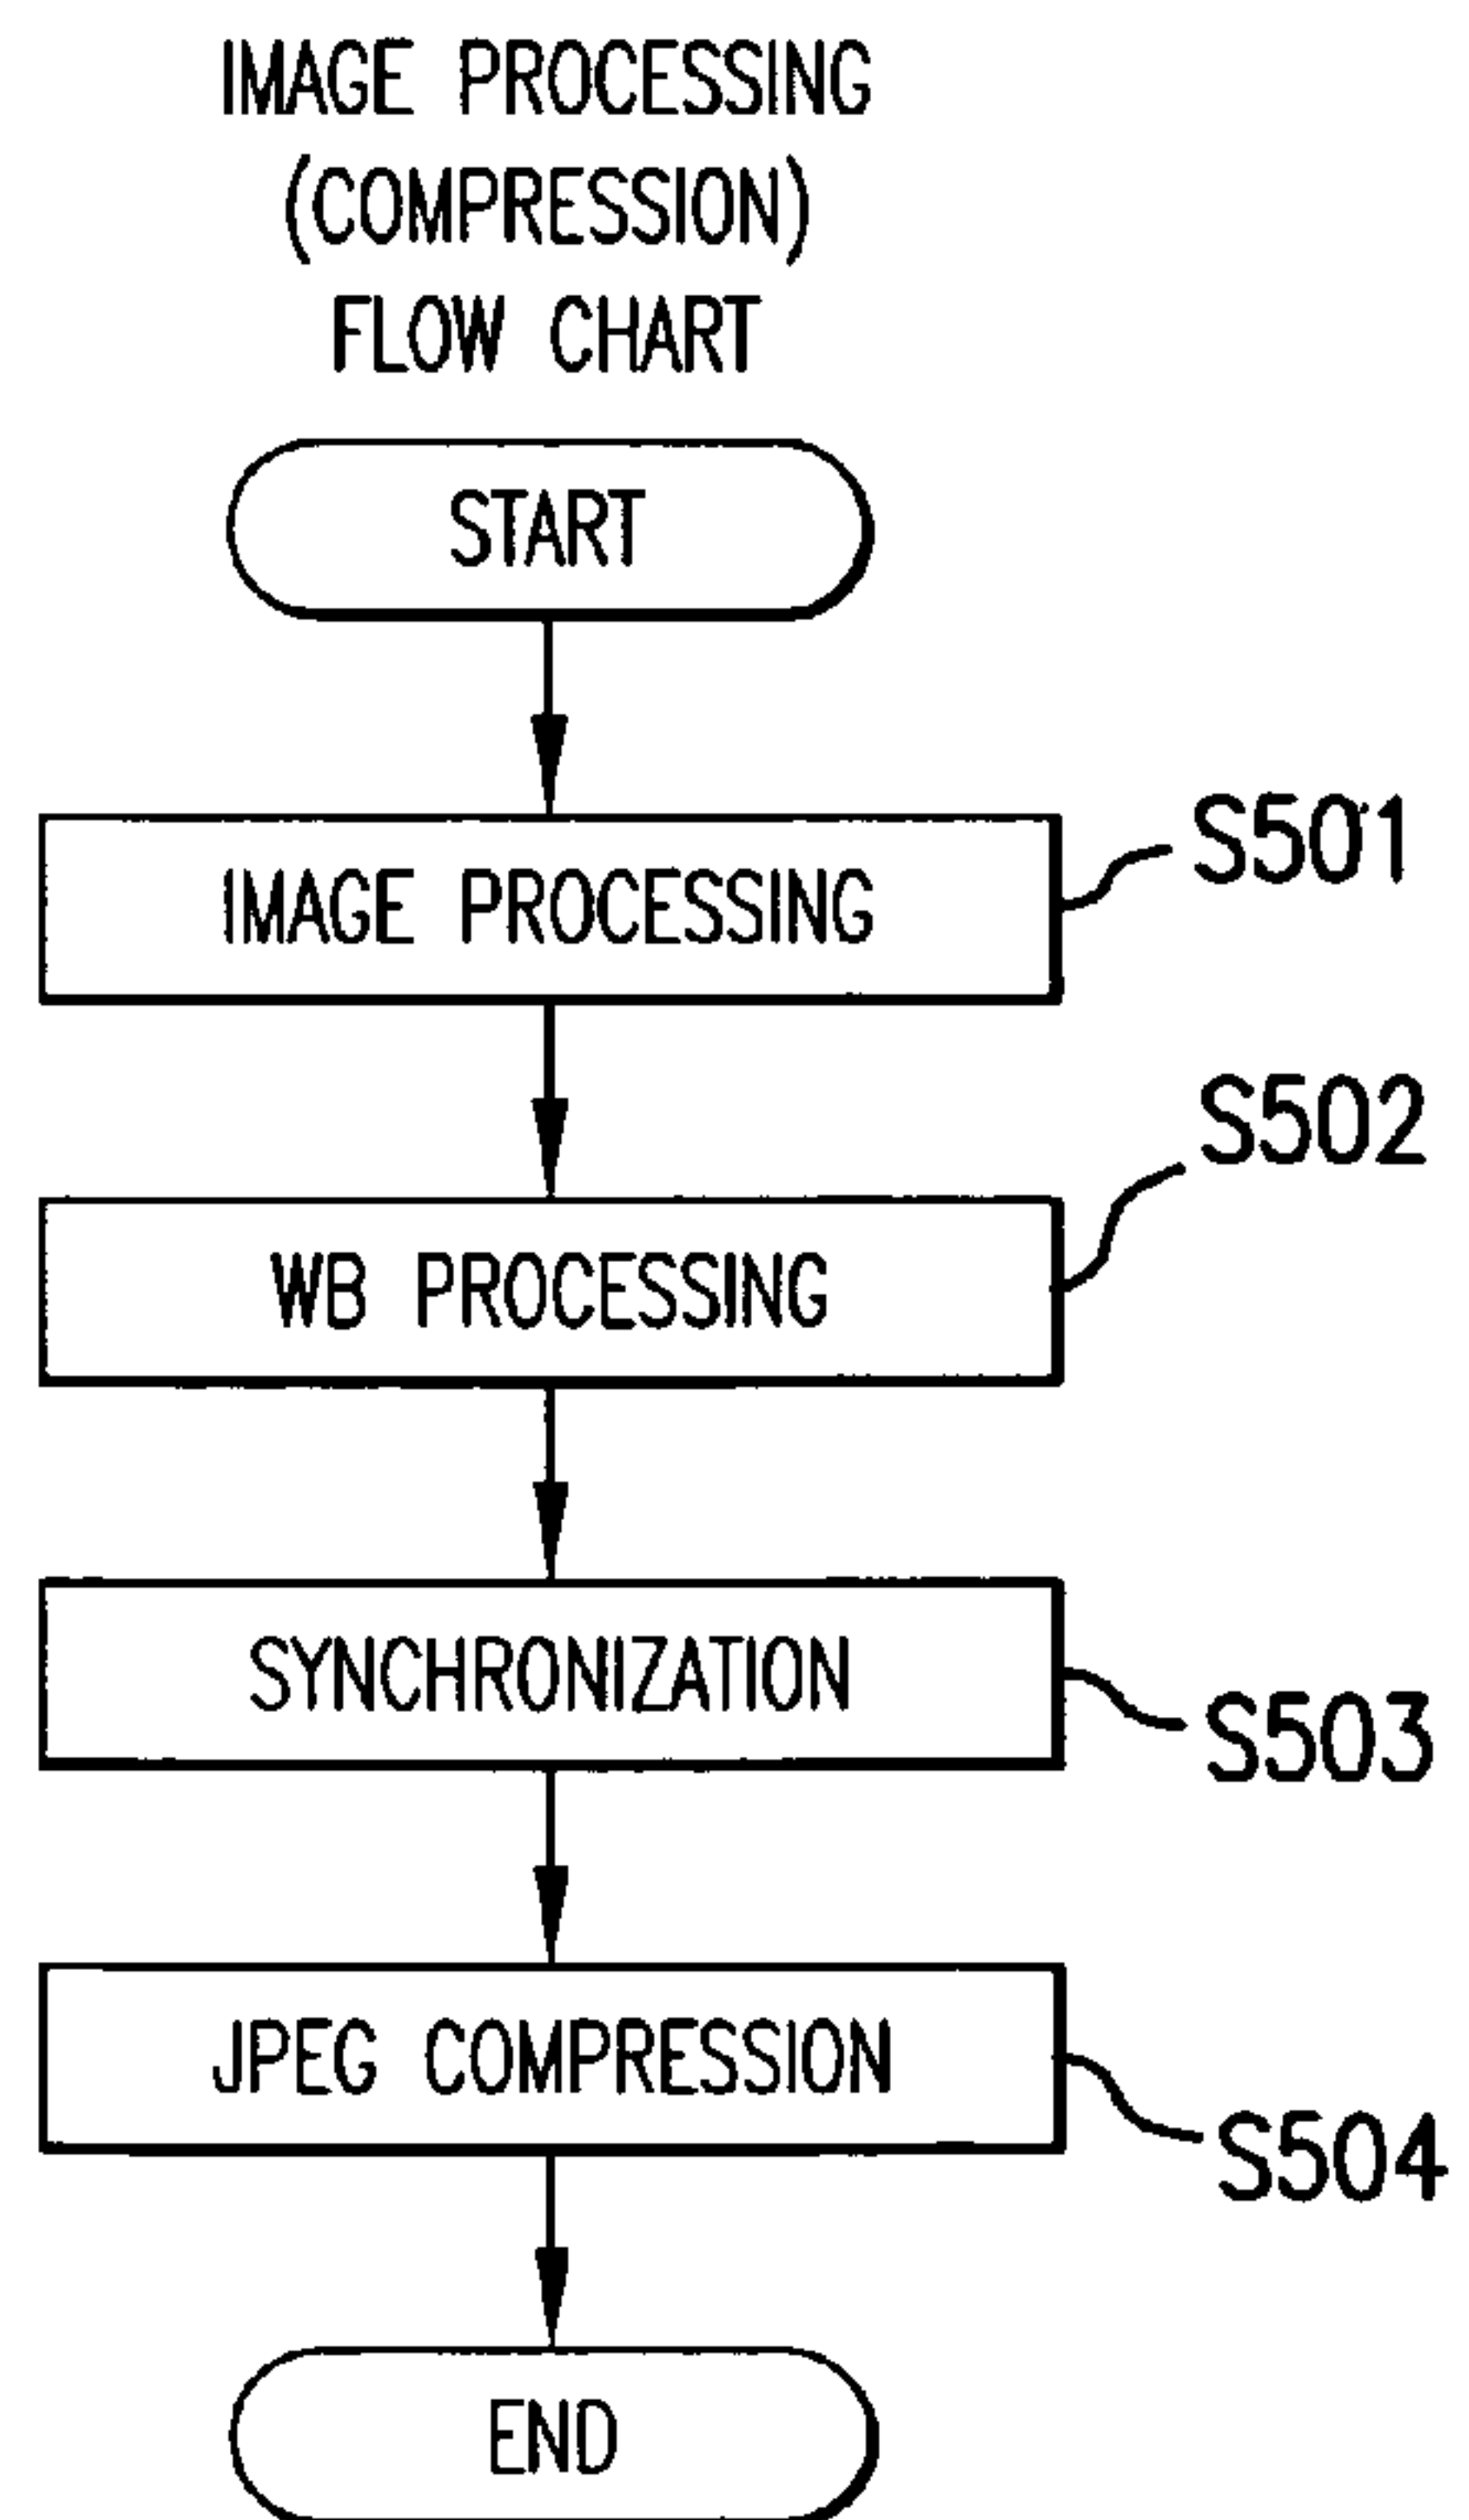 IMAGE PROCESSING
(COMPRESSION)
FLOW CHART
START
IMAGE PROCESSING
S501
WB PROCESSING
S502
SYNCHRONIZATION
S503
JPEG COMPRESSION
S504
END